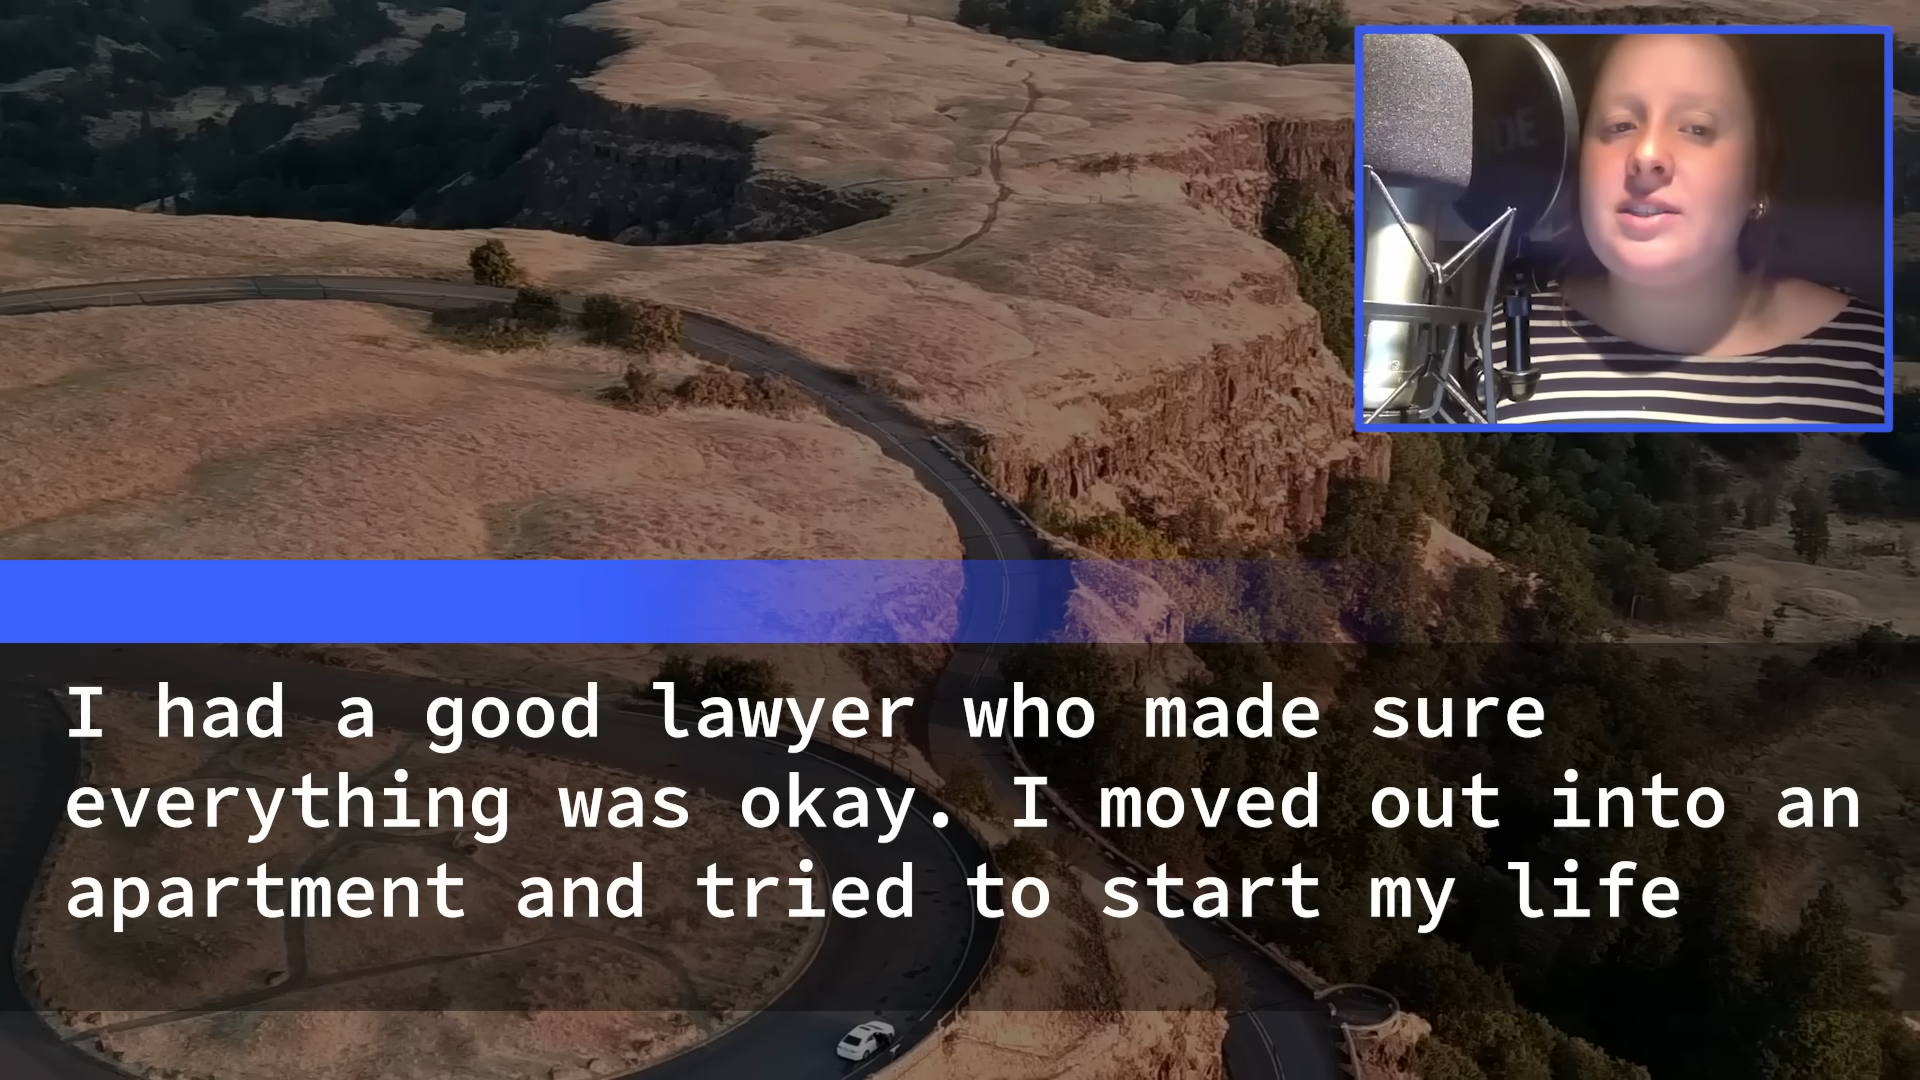 I had a good lawyer who made sure
everything was okay. I moved out into an
apartment and tried to start my life